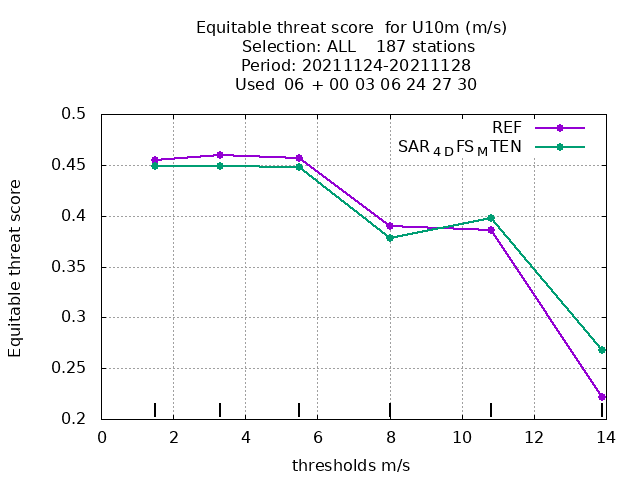 Equitable threat score  for U10m (m/s)
Selection: ALL    187 stations
Period: 20211124-20211128
Used  06  + 00 03 06 24 27 30
REF
SAR4DFSMTEN
Equitable threat score
0.5
0.45
0.4
0.35
0.3
0.25
0.2
0 2 4 6 8 10 12 14
thresholds m/s